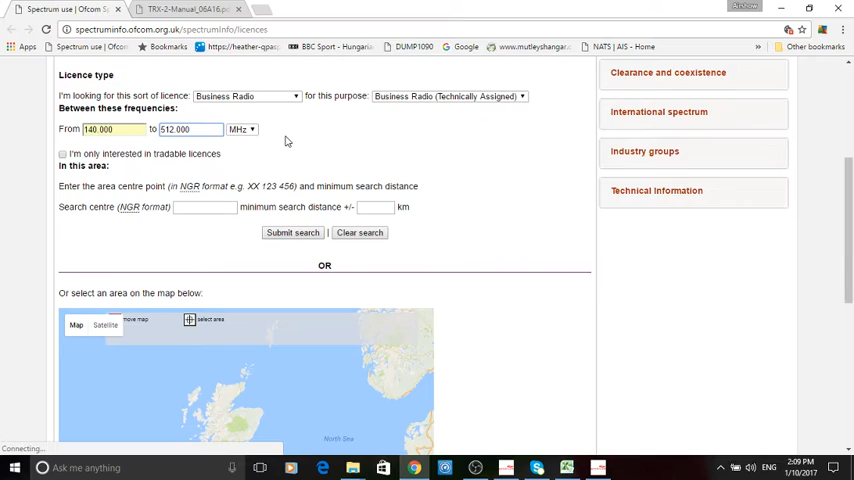 Spectrum use | Ofcom S
TRX-2-Manual_06A16.p
Airshow
spectruminfo.ofcom.org.uk/spectrumInfo/licences
Spectrum use | Ofcom
Bookmarks
https://heather-qpasp
BBC Sport - Hungaria
DUMP1090
Google
www.mutleyshangar.
NATS | AIS - Home
Other bookmarks
Licence type
I'm looking for this sort of licence: Business Radio for this purpose: Business Radio (Technically Assigned)
Between these frequencies:
From 140.000 to 512.000 MHz
I'm only interested in tradable licences
In this area:
Enter the area centre point (in NGR format e.g. XX 123 456) and minimum search distance
Search centre (NGR format) minimum search distance +/- km
Submit search | Clear search
OR
Or select an area on the map below:
Map Satellite move map select area
North Sea
Clearance and coexistence
International spectrum
Industry groups
Technical Information
Connecting...
Ask me anything
ENG
2:09 PM
1/10/2017